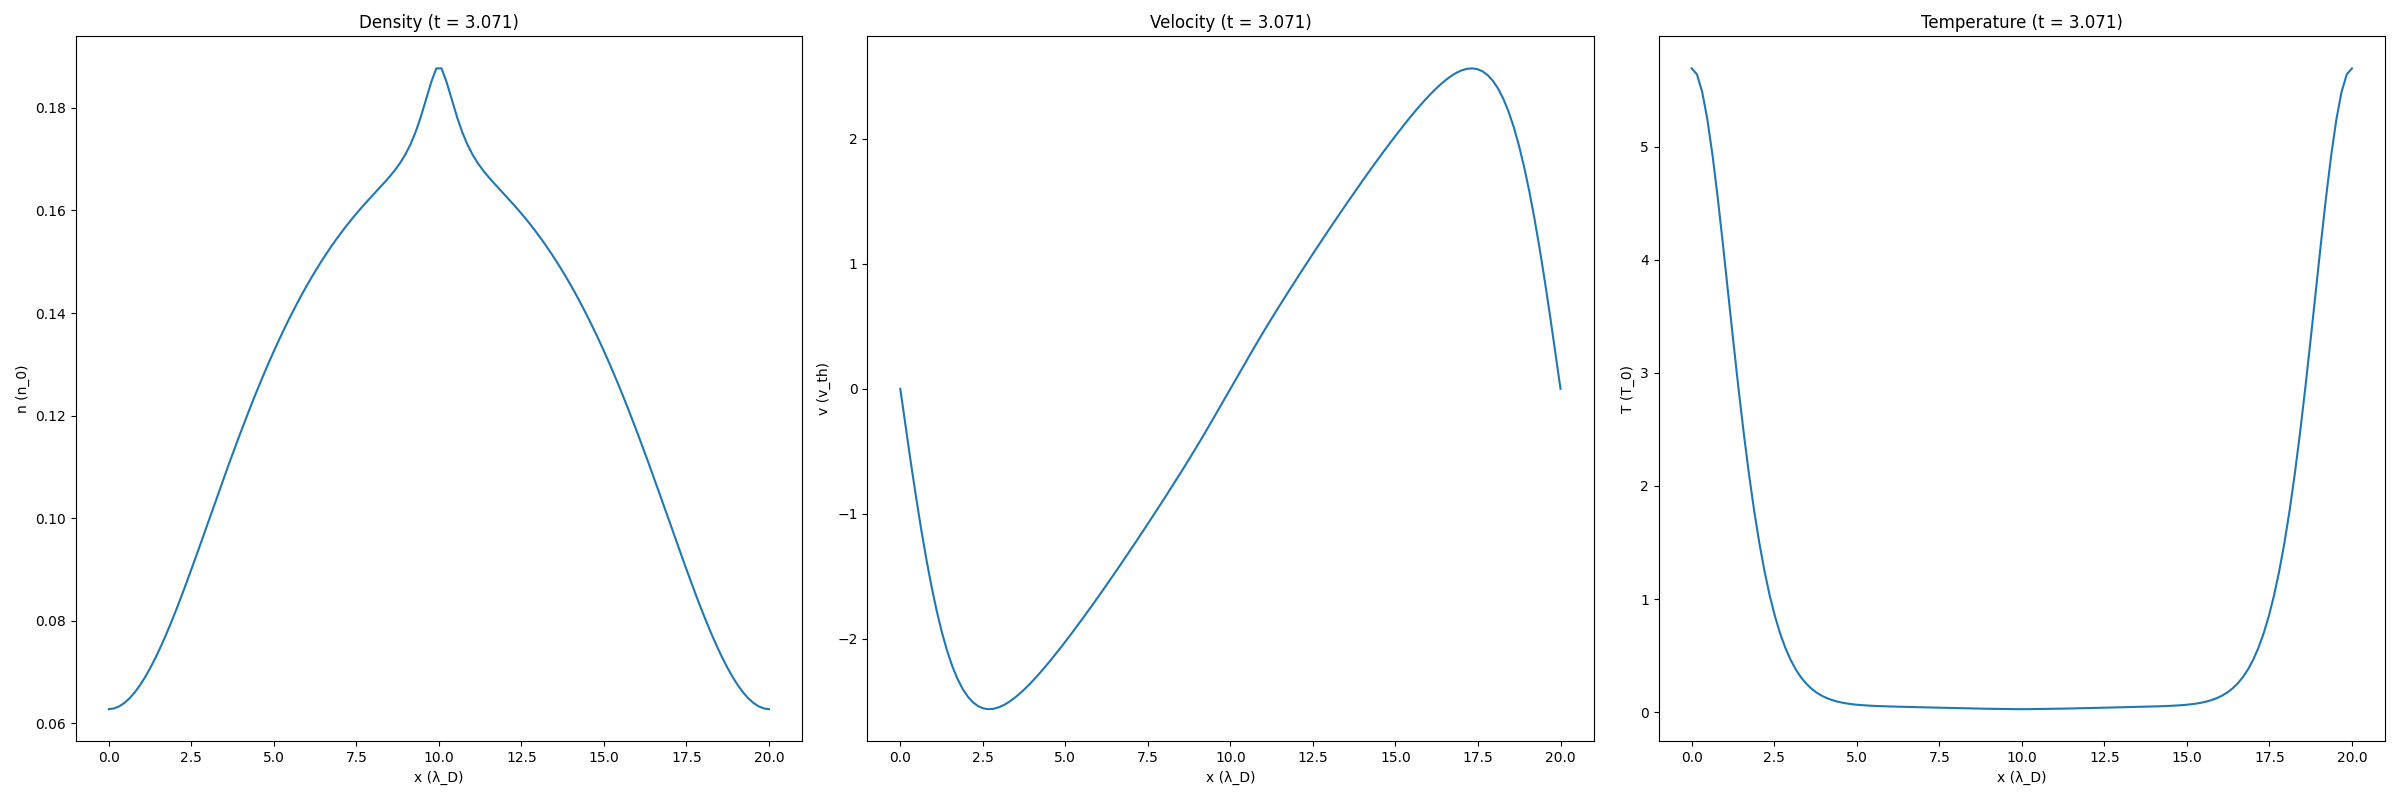 Density (t = 3.071)
n (n_0)
0.18
0.16
0.14
0.12
0.10
0.08
0.06
0.0 2.5 5.0 7.5 10.0 12.5 15.0 17.5 20.0
x (λ_D)
Velocity (t = 3.071)
v (v_th)
2
1
0
−1
−2
0.0 2.5 5.0 7.5 10.0 12.5 15.0 17.5 20.0
x (λ_D)
Temperature (t = 3.071)
T (T_0)
5
4
3
2
1
0
0.0 2.5 5.0 7.5 10.0 12.5 15.0 17.5 20.0
x (λ_D)